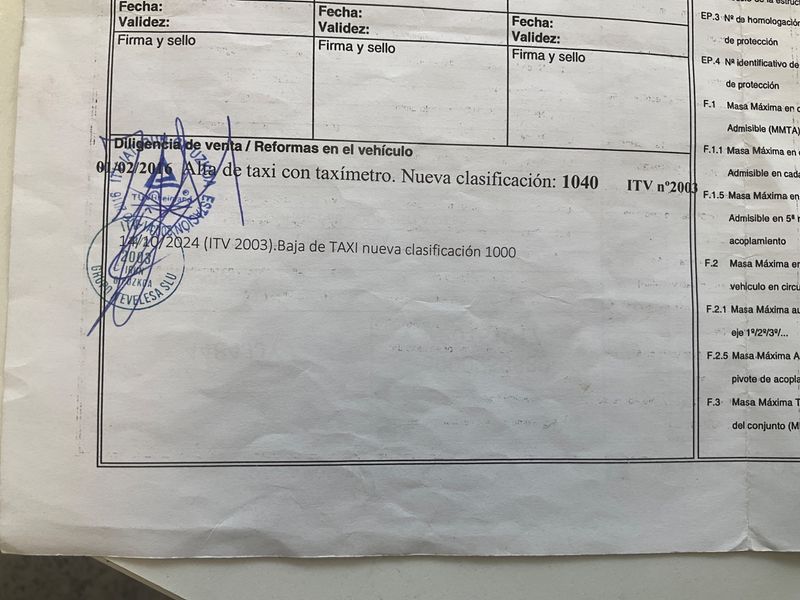 Fecha:
Validez:
Firma y sello
Fecha:
Validez:
Firma y sello
Fecha:
Validez:
Firma y sello
Diligencia de venta / Reformas en el vehículo
01/02/2016 Alta de taxi con taxímetro. Nueva clasificación: 1040 ITV nº2003
14/10/2024 (ITV 2003).Baja de TAXI nueva clasificación 1000
2003
EP.3 Nº de homologación
de protección
EP.4 Nº identificativo de
de protección
F.1 Masa Máxima en
Admisible (MMTA)
F.1.1 Masa Máxima en
Admisible en cada
F.1.5 Masa Máxima en
Admisible en 5ª
acoplamiento
F.2 Masa Máxima en
vehículo en circu
F.2.1 Masa Máxima au
eje 1º/2º/3º/...
F.2.5 Masa Máxima A
pivote de acopla
F.3 Masa Máxima T
del conjunto (M